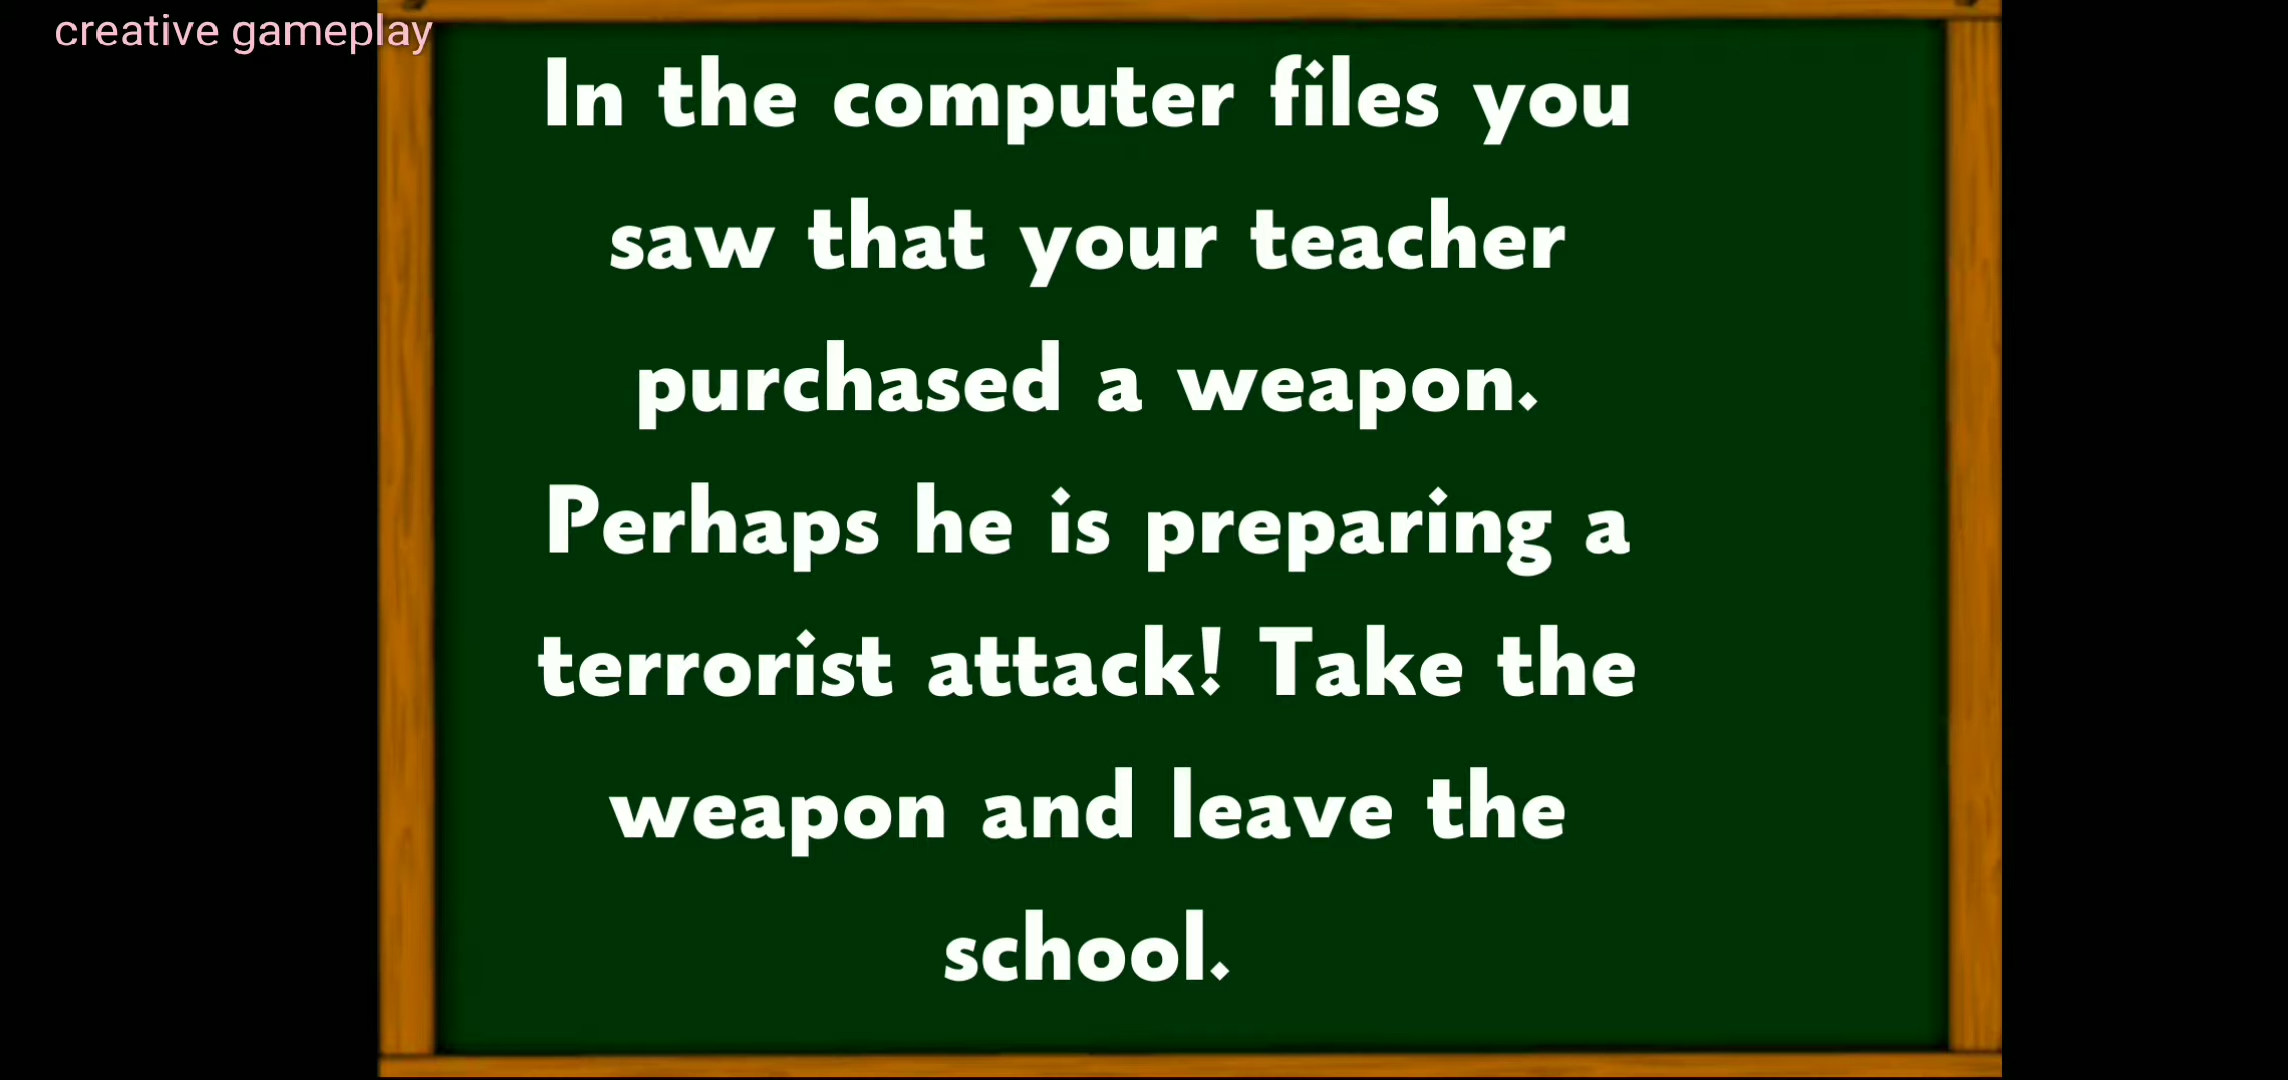 creative gameplay
In the computer files you
saw that your teacher
purchased a weapon.
Perhaps he is preparing a
terrorist attack! Take the
weapon and leave the
school.